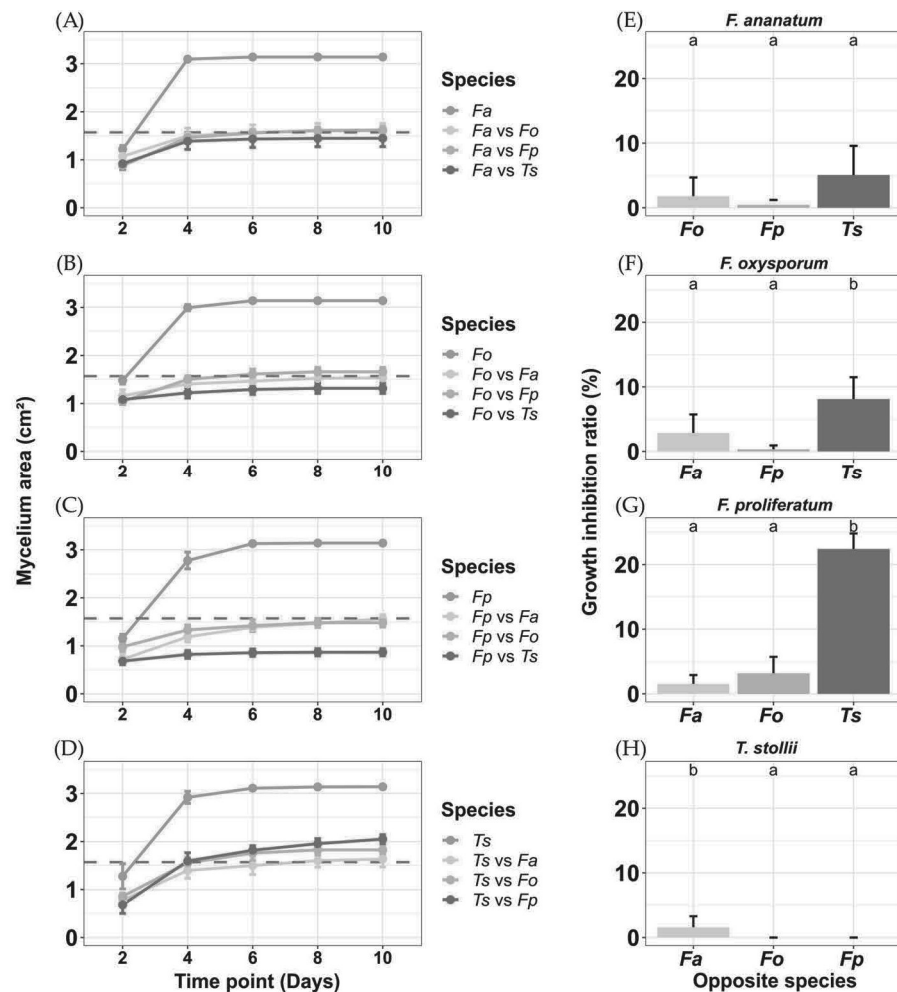 (A)
3
2
1
0
2 4 6 8 10
Species
Fa
Fa vs Fo
Fa vs Fp
Fa vs Ts
(B)
3
2
1
0
2 4 6 8 10
Species
Fo
Fo vs Fa
Fo vs Fp
Fo vs Ts
(C)
3
2
1
0
2 4 6 8 10
Species
Fp
Fp vs Fa
Fp vs Fo
Fp vs Ts
(D)
3
2
1
0
2 4 6 8 10
Species
Ts
Ts vs Fa
Ts vs Fo
Ts vs Fp
Mycelium area (cm²)
Time point (Days)
(E)
F. ananatum
a a a
20
10
0
Fo Fp Ts
(F)
F. oxysporum
a a b
20
10
0
Fa Fp Ts
(G)
F. proliferatum
a a b
20
10
0
Fa Fo Ts
(H)
T. stollii
b a a
20
10
0
Fa Fo Fp
Growth inhibition ratio (%)
Opposite species